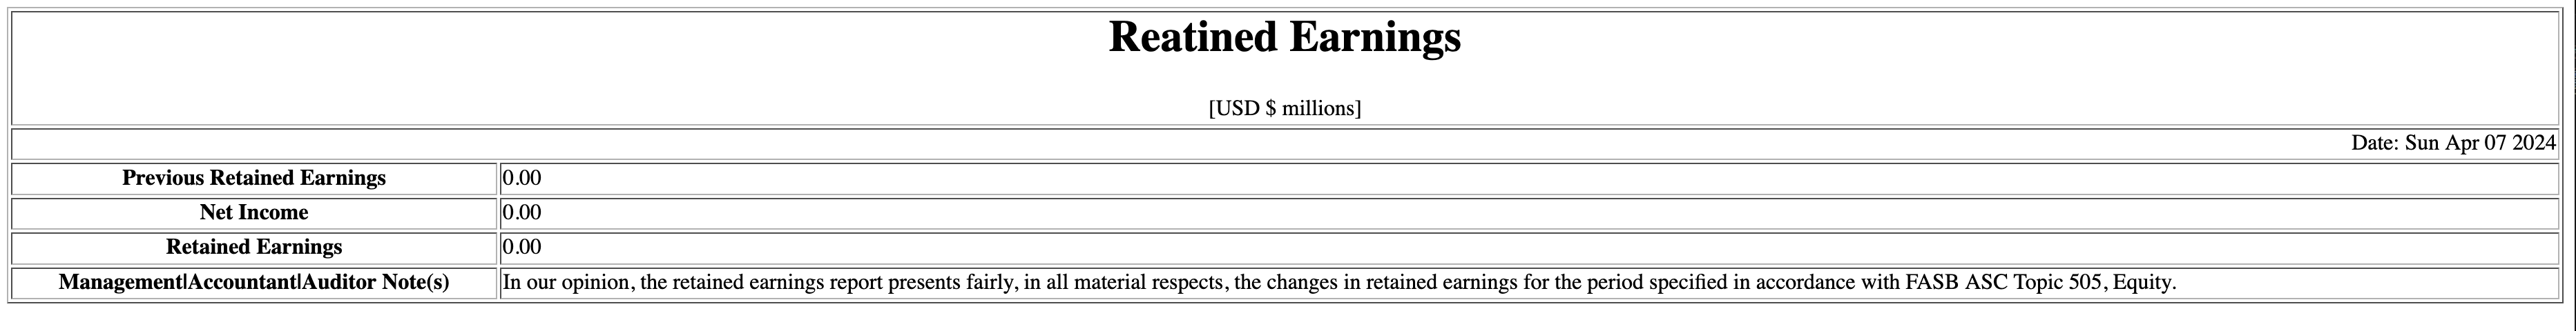 Reatined Earnings
[USD $ millions]
Date: Sun Apr 07 2024
Previous Retained Earnings 0.00
Net Income 0.00
Retained Earnings 0.00
Management|Accountant|Auditor Note(s) In our opinion, the retained earnings report presents fairly, in all material respects, the changes in retained earnings for the period specified in accordance with FASB ASC Topic 505, Equity.